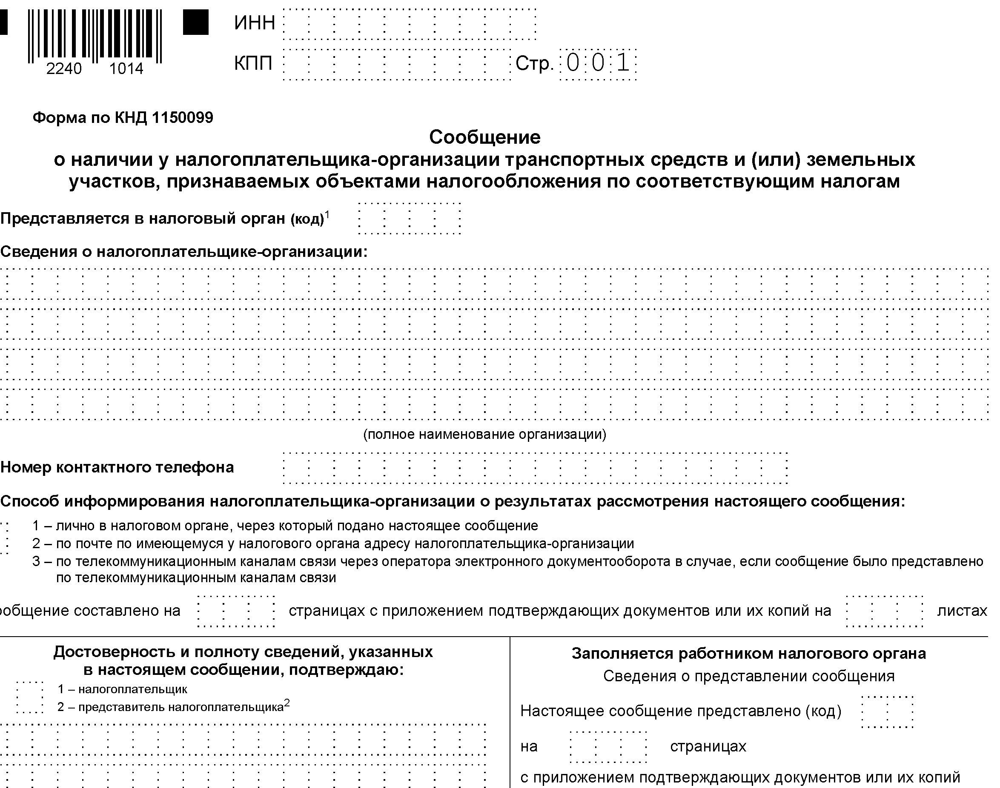 ИНН
2240 1014
КПП Стр. 001
Форма по КНД 1150099
Сообщение
о наличии у налогоплательщика-организации транспортных средств и (или) земельных
участков, признаваемых объектами налогообложения по соответствующим налогам
Представляется в налоговый орган (код)1
Сведения о налогоплательщике-организации:
(полное наименование организации)
Номер контактного телефона
Способ информирования налогоплательщика-организации о результатах рассмотрения настоящего сообщения:
1 – лично в налоговом органе, через который подано настоящее сообщение
2 – по почте по имеющемуся у налогового органа адресу налогоплательщика-организации
3 – по телекоммуникационным каналам связи через оператора электронного документооборота в случае, если сообщение было представлено
по телекоммуникационным каналам связи
ообщение составлено на страницах с приложением подтверждающих документов или их копий на листах
Достоверность и полноту сведений, указанных
в настоящем сообщении, подтверждаю:
1 – налогоплательщик
2 – представитель налогоплательщика2
Заполняется работником налогового органа
Сведения о представлении сообщения
Настоящее сообщение представлено (код)
на страницах
с приложением подтверждающих документов или их копий